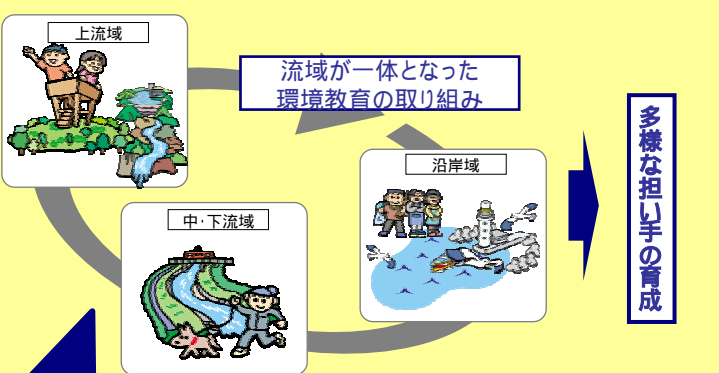 上流域
流域が一体となった
環境教育の取り組み
沿岸域
中・下流域
多様な担い手の育成